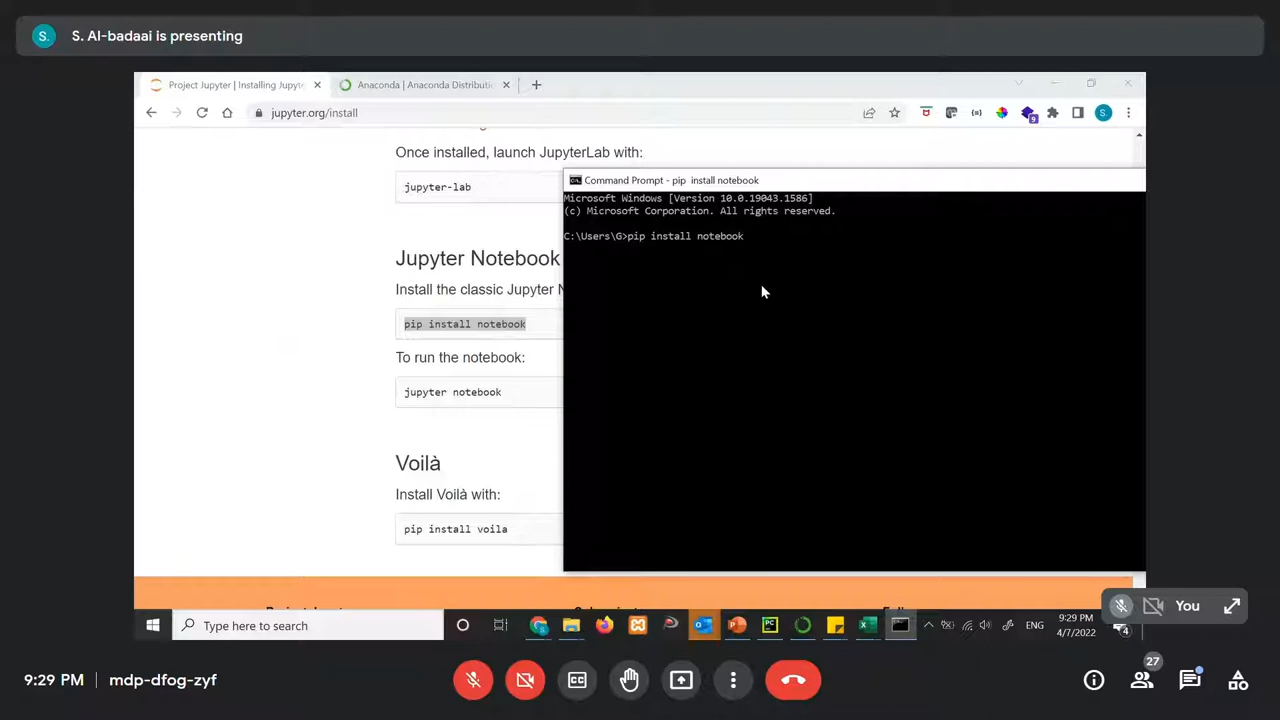 S. S. Al-badaai is presenting
Project Jupyter | Installing Jupyte
Anaconda | Anaconda Distributi
jupyter.org/install
S.
9
Once installed, launch JupyterLab with:
jupyter-lab
Command Prompt - pip install notebook
Microsoft Windows [Version 10.0.19043.1586]
(c) Microsoft Corporation. All rights reserved.
C:\Users\G>pip install notebook
Jupyter Notebook
Install the classic Jupyter
pip install notebook
To run the notebook:
jupyter notebook
Voilà
Install Voilà with:
pip install voila
You
Type here to search
PC
ENG
9:29 PM
4/7/2022
4
9:29 PM | mdp-dfog-zyf
27